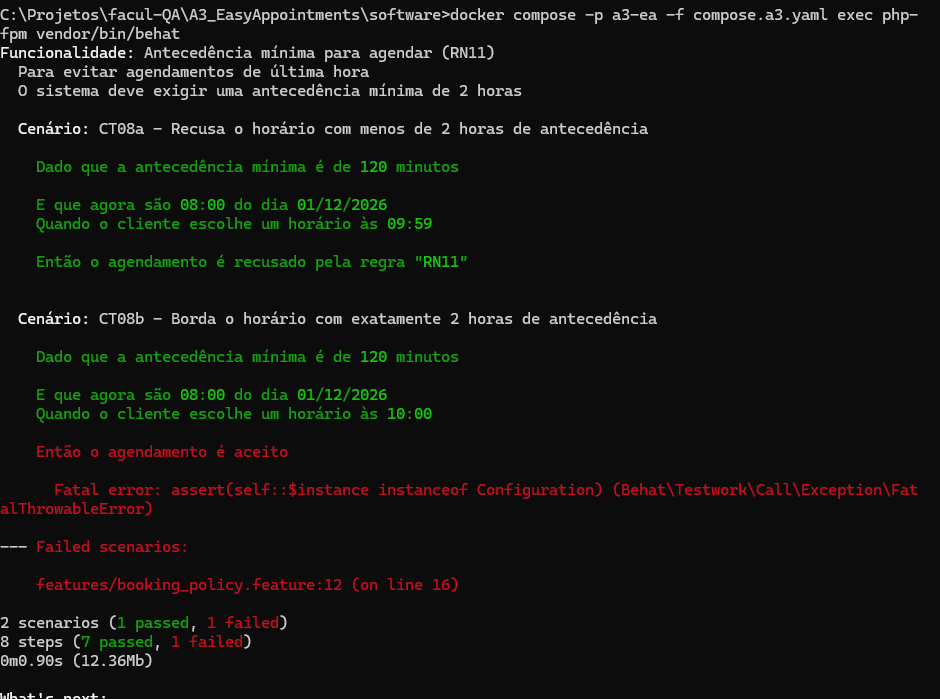 C:\Projetos\facul-QA\A3_EasyAppointments\software>docker compose -p a3-ea -f compose.a3.yaml exec php-
fpm vendor/bin/behat
Funcionalidade: Antecedência mínima para agendar (RN11)
Para evitar agendamentos de última hora
O sistema deve exigir uma antecedência mínima de 2 horas
Cenário: CT08a - Recusa o horário com menos de 2 horas de antecedência
Dado que a antecedência mínima é de 120 minutos
E que agora são 08:00 do dia 01/12/2026
Quando o cliente escolhe um horário às 09:59
Então o agendamento é recusado pela regra "RN11"
Cenário: CT08b - Borda o horário com exatamente 2 horas de antecedência
Dado que a antecedência mínima é de 120 minutos
E que agora são 08:00 do dia 01/12/2026
Quando o cliente escolhe um horário às 10:00
Então o agendamento é aceito
Fatal error: assert(self::$instance instanceof Configuration) (Behat\Testwork\Call\Exception\Fat
alThrowableError)
--- Failed scenarios:
features/booking_policy.feature:12 (on line 16)
2 scenarios (1 passed, 1 failed)
8 steps (7 passed, 1 failed)
0m0.90s (12.36Mb)
What's next: